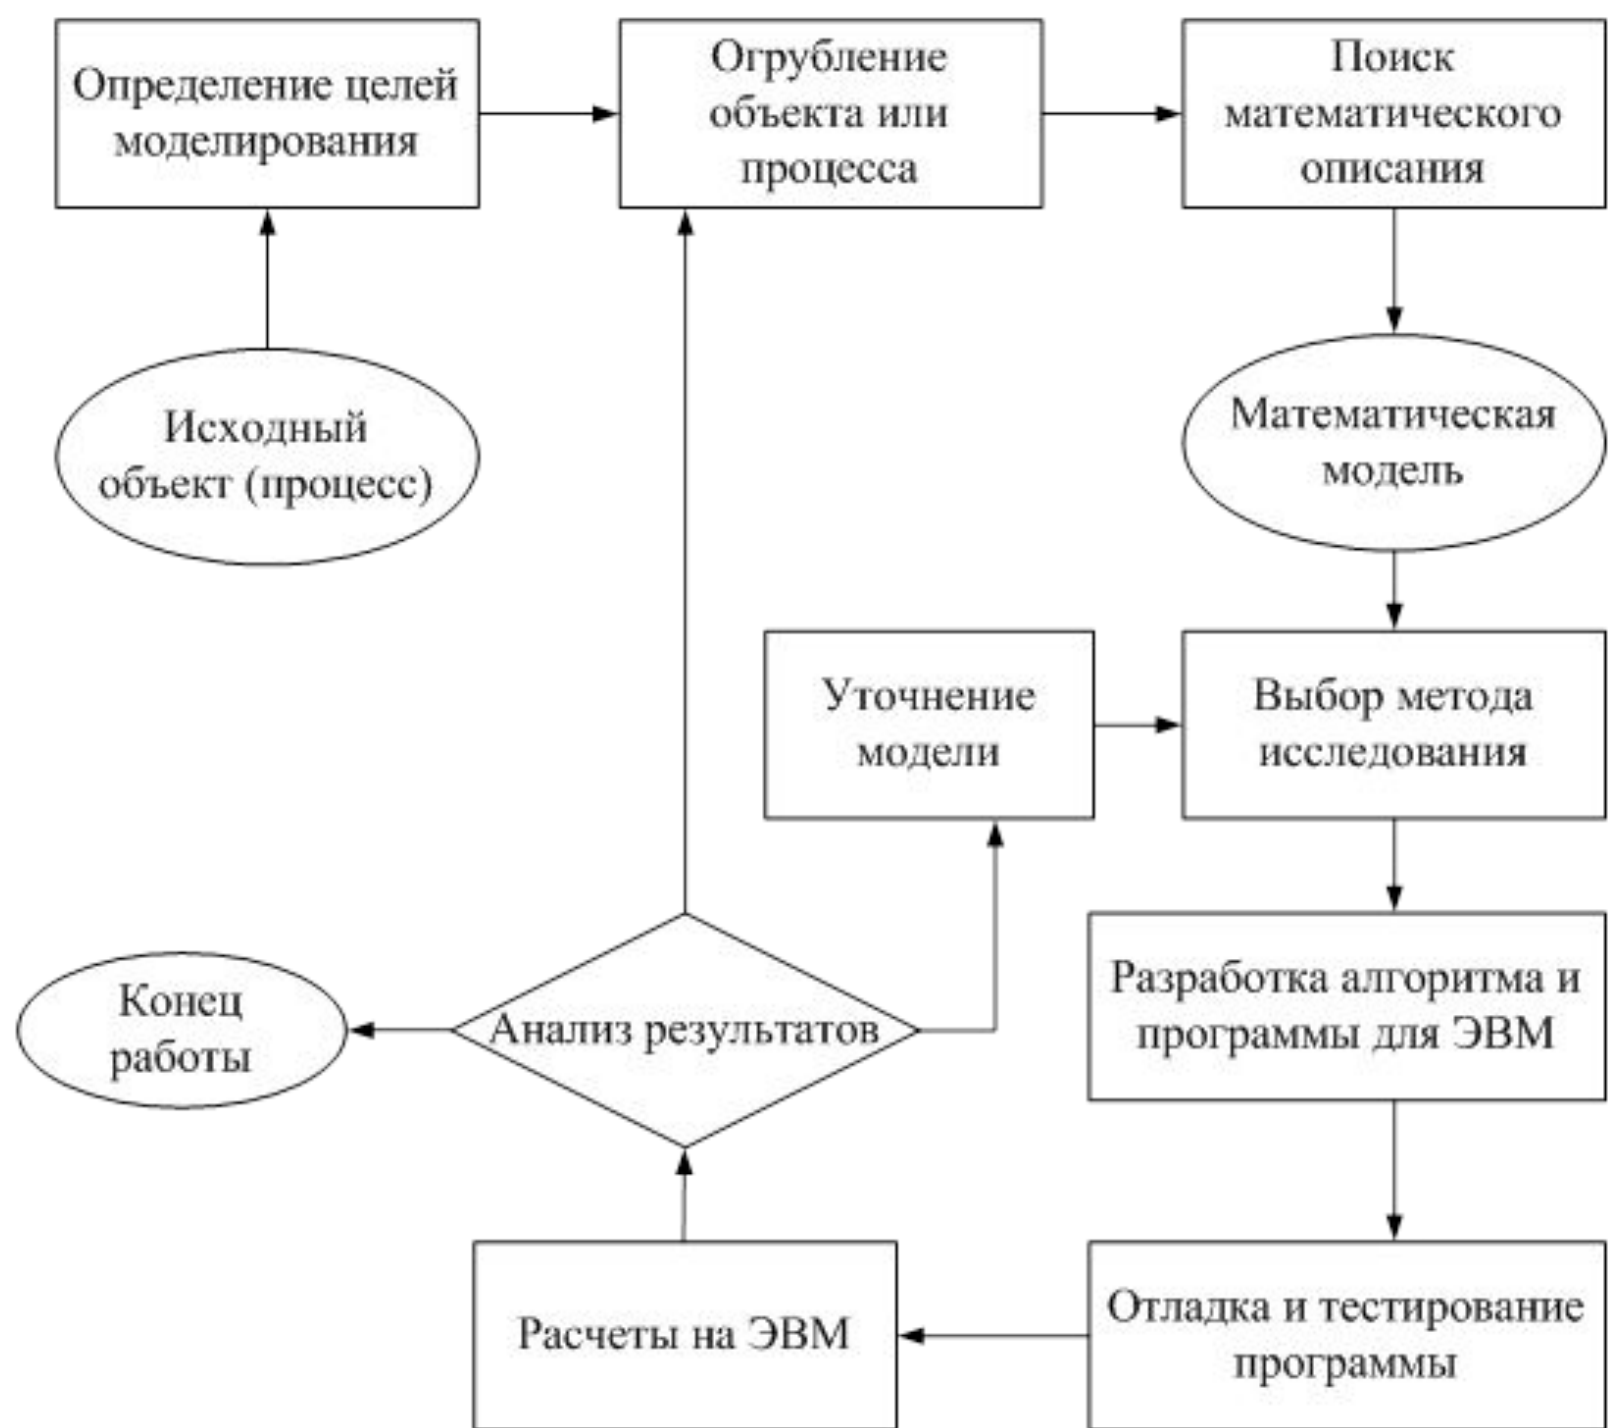 Определение целей
моделирования
Огрубление
объекта или
процесса
Поиск
математического
описания
Исходный
объект (процесс)
Математическая
модель
Уточнение
модели
Выбор метода
исследования
Конец
работы
Анализ результатов
Разработка алгоритма и
программы для ЭВМ
Расчеты на ЭВМ
Отладка и тестирование
программы